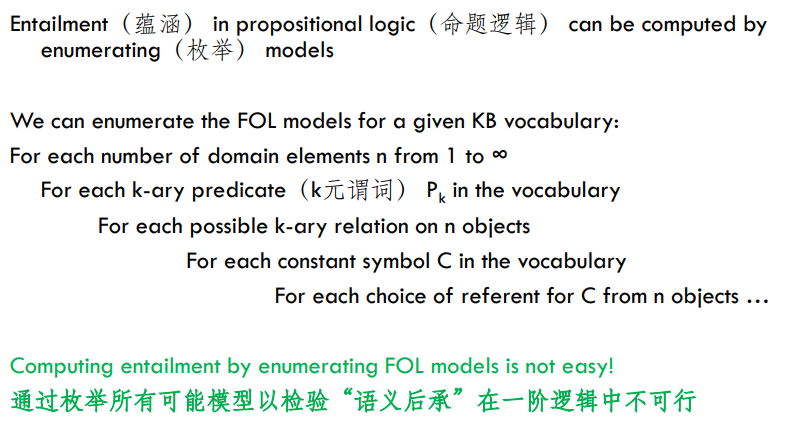 Entailment（蕴涵） in propositional logic（命题逻辑） can be computed by
enumerating（枚举） models
We can enumerate the FOL models for a given KB vocabulary:
For each number of domain elements n from 1 to ∞
For each k-ary predicate（k元谓词） Pk in the vocabulary
For each possible k-ary relation on n objects
For each constant symbol C in the vocabulary
For each choice of referent for C from n objects …
Computing entailment by enumerating FOL models is not easy!
通过枚举所有可能模型以检验“语义后承”在一阶逻辑中不可行